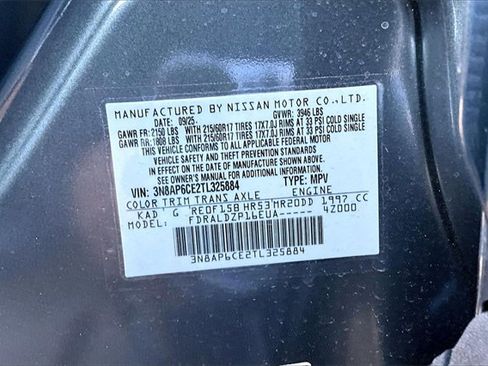 MANUFACTURED BY NISSAN MOTOR CO., LTD.
DATE: 09/25. GVWR: 3946 LBS
GAWR FR: 2150 LBS WITH 215/60R17 TIRES 17X7.0J RIMS AT 33 PSI COLD SINGLE
GAWR RR: 1808 LBS WITH 215/60R17 TIRES 17X7.0J RIMS AT 33 PSI COLD SINGLE
THIS VEHICLE CONFORMS TO ALL APPLICABLE FEDERAL MOTOR VEHICLE
SAFETY, BUMPER, AND THEFT PREVENTION STANDARDS IN EFFECT ON THE
DATE OF MANUFACTURE SHOWN ABOVE.
SEE OWNER'S MANUAL FOR ADDITIONAL INFORMATION.
VIN: 3N8AP6CE2TL325884 TYPE: MPV
COLOR TRIM TRANS AXLE ENGINE
KAD G RE0F15B HR53 MR20DD 1997 CC
MODEL: FDRALDZP16EUA----- 4Z000
3N8AP6CE2TL325884